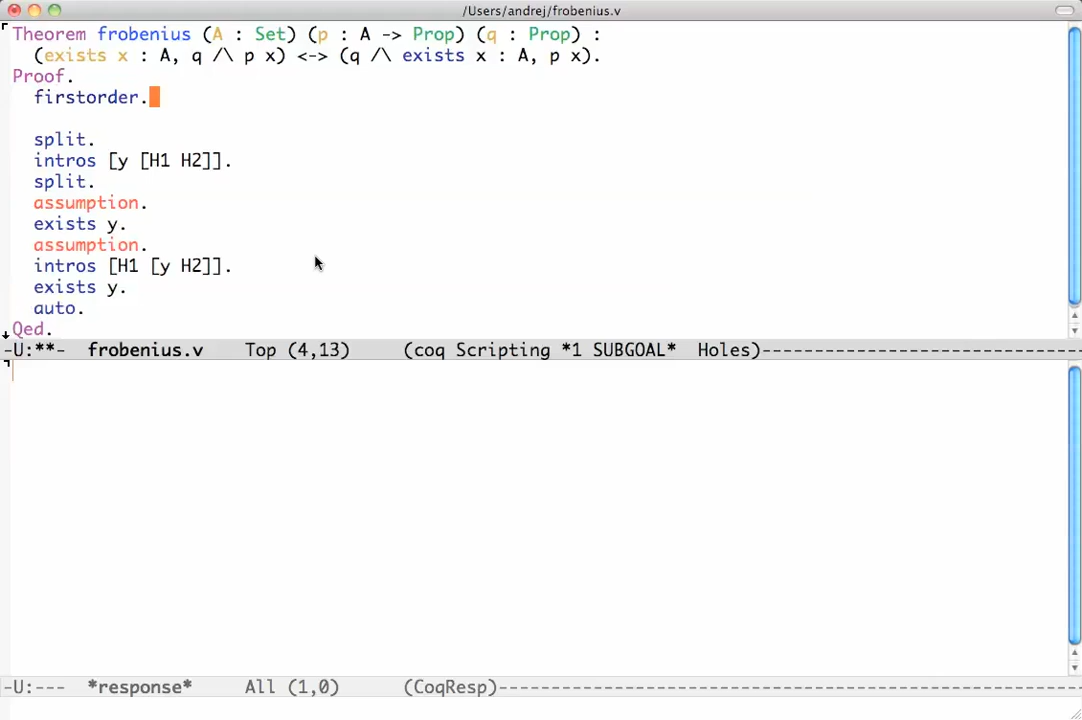 /Users/andrej/frobenius.v
Theorem frobenius (A : Set) (p : A -> Prop) (q : Prop) :
(exists x : A, q /\ p x) <-> (q /\ exists x : A, p x).
Proof.
firstorder.
split.
intros [y [H1 H2]].
split.
assumption.
exists y.
assumption.
intros [H1 [y H2]].
exists y.
auto.
Qed.
-U:**-  frobenius.v    Top (4,13)     (coq Scripting *1 SUBGOAL*  Holes)------------------------------
-U:---  *response*     All (1,0)      (CoqResp)-------------------------------------------------------